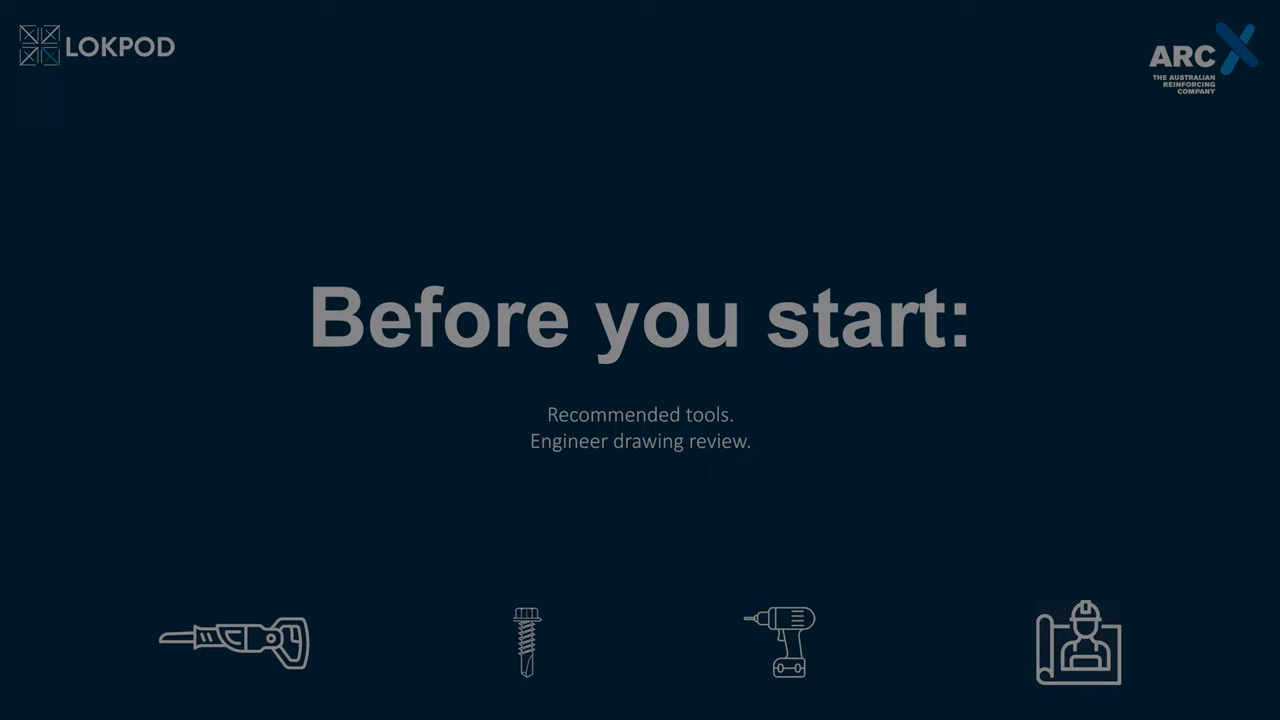 LOKPOD
ARC
THE AUSTRALIAN
REINFORCING
COMPANY
Before you start:
Recommended tools.
Engineer drawing review.